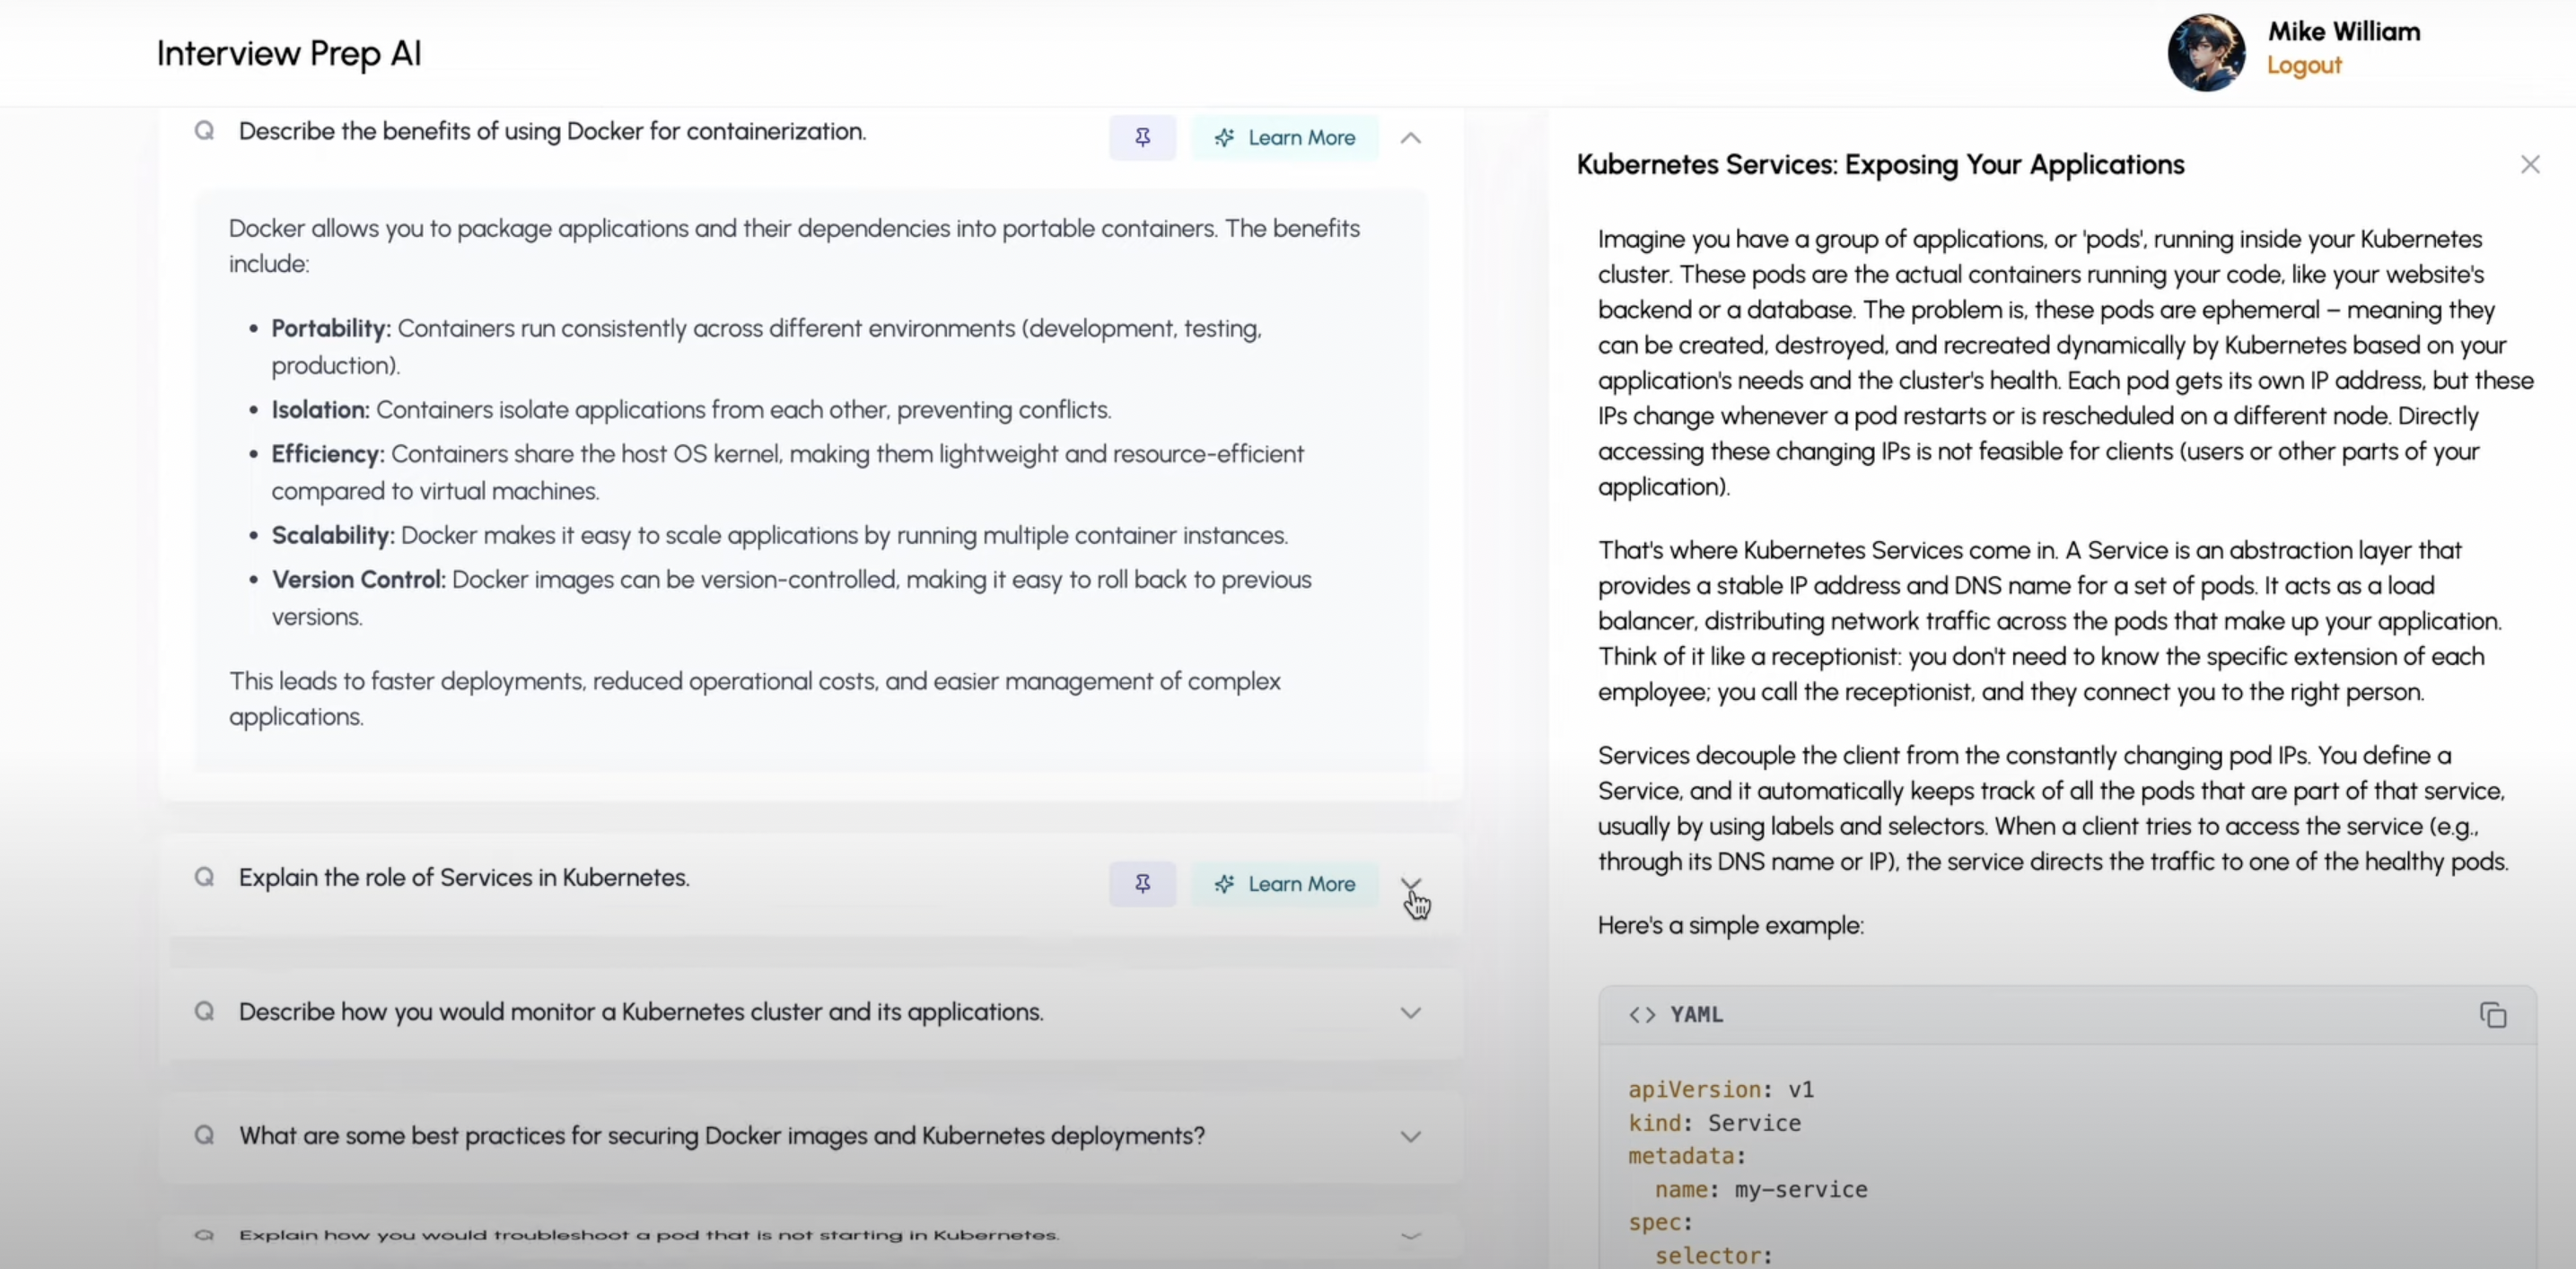 Interview Prep AI
Mike William
Logout
Q Describe the benefits of using Docker for containerization.
Learn More
Docker allows you to package applications and their dependencies into portable containers. The benefits
include:
• Portability: Containers run consistently across different environments (development, testing,
production).
• Isolation: Containers isolate applications from each other, preventing conflicts.
• Efficiency: Containers share the host OS kernel, making them lightweight and resource-efficient
compared to virtual machines.
• Scalability: Docker makes it easy to scale applications by running multiple container instances.
• Version Control: Docker images can be version-controlled, making it easy to roll back to previous
versions.
This leads to faster deployments, reduced operational costs, and easier management of complex
applications.
Q Explain the role of Services in Kubernetes.
Learn More
Q Describe how you would monitor a Kubernetes cluster and its applications.
Q What are some best practices for securing Docker images and Kubernetes deployments?
Q Explain how you would troubleshoot a pod that is not starting in Kubernetes.
Kubernetes Services: Exposing Your Applications
Imagine you have a group of applications, or 'pods', running inside your Kubernetes
cluster. These pods are the actual containers running your code, like your website's
backend or a database. The problem is, these pods are ephemeral – meaning they
can be created, destroyed, and recreated dynamically by Kubernetes based on your
application's needs and the cluster's health. Each pod gets its own IP address, but these
IPs change whenever a pod restarts or is rescheduled on a different node. Directly
accessing these changing IPs is not feasible for clients (users or other parts of your
application).
That's where Kubernetes Services come in. A Service is an abstraction layer that
provides a stable IP address and DNS name for a set of pods. It acts as a load
balancer, distributing network traffic across the pods that make up your application.
Think of it like a receptionist: you don't need to know the specific extension of each
employee; you call the receptionist, and they connect you to the right person.
Services decouple the client from the constantly changing pod IPs. You define a
Service, and it automatically keeps track of all the pods that are part of that service,
usually by using labels and selectors. When a client tries to access the service (e.g.,
through its DNS name or IP), the service directs the traffic to one of the healthy pods.
Here's a simple example:
<> YAML
apiVersion: v1
kind: Service
metadata:
  name: my-service
spec:
  selector: